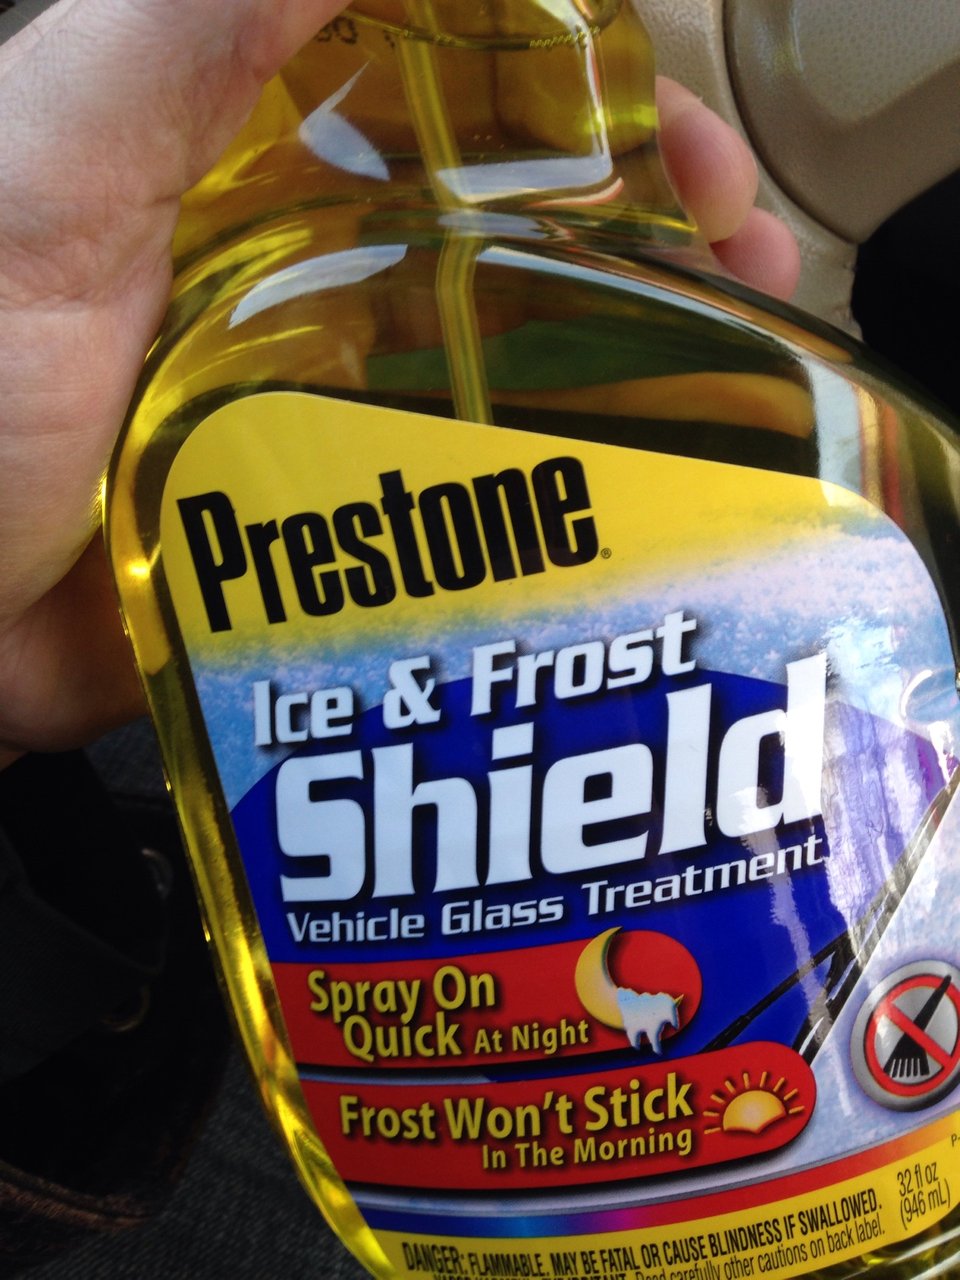 Prestone®
Ice & Frost
Shield
Vehicle Glass Treatment
Spray On
Quick At Night
Frost Won't Stick
In The Morning
32 fl oz
(946 mL)
DANGER: FLAMMABLE. MAY BE FATAL OR CAUSE BLINDNESS IF SWALLOWED.
Read carefully other cautions on back label.